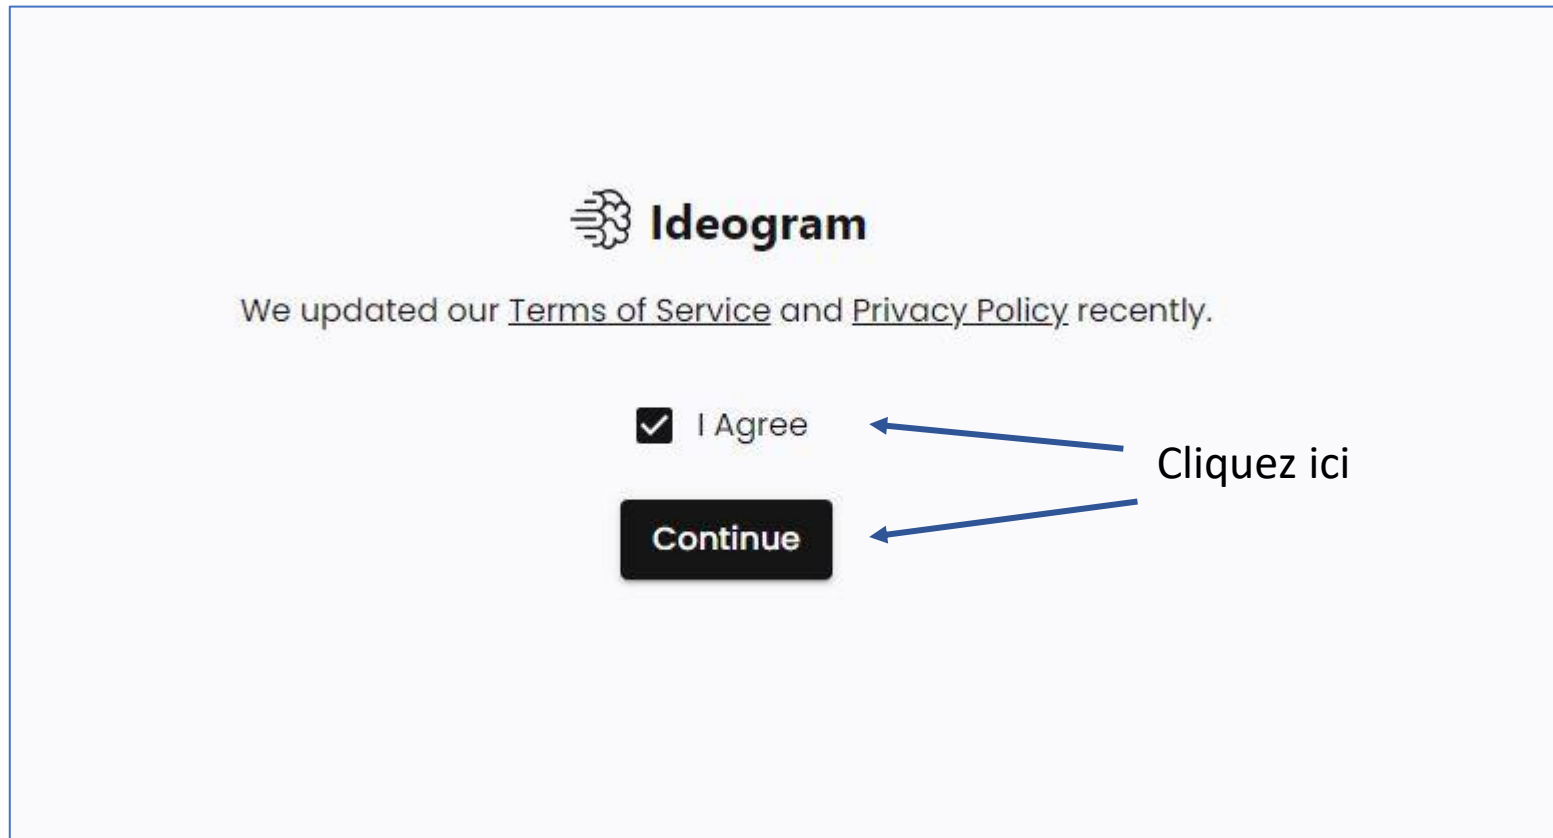 Ideogram
We updated our Terms of Service and Privacy Policy recently.
I Agree
Cliquez ici
Continue